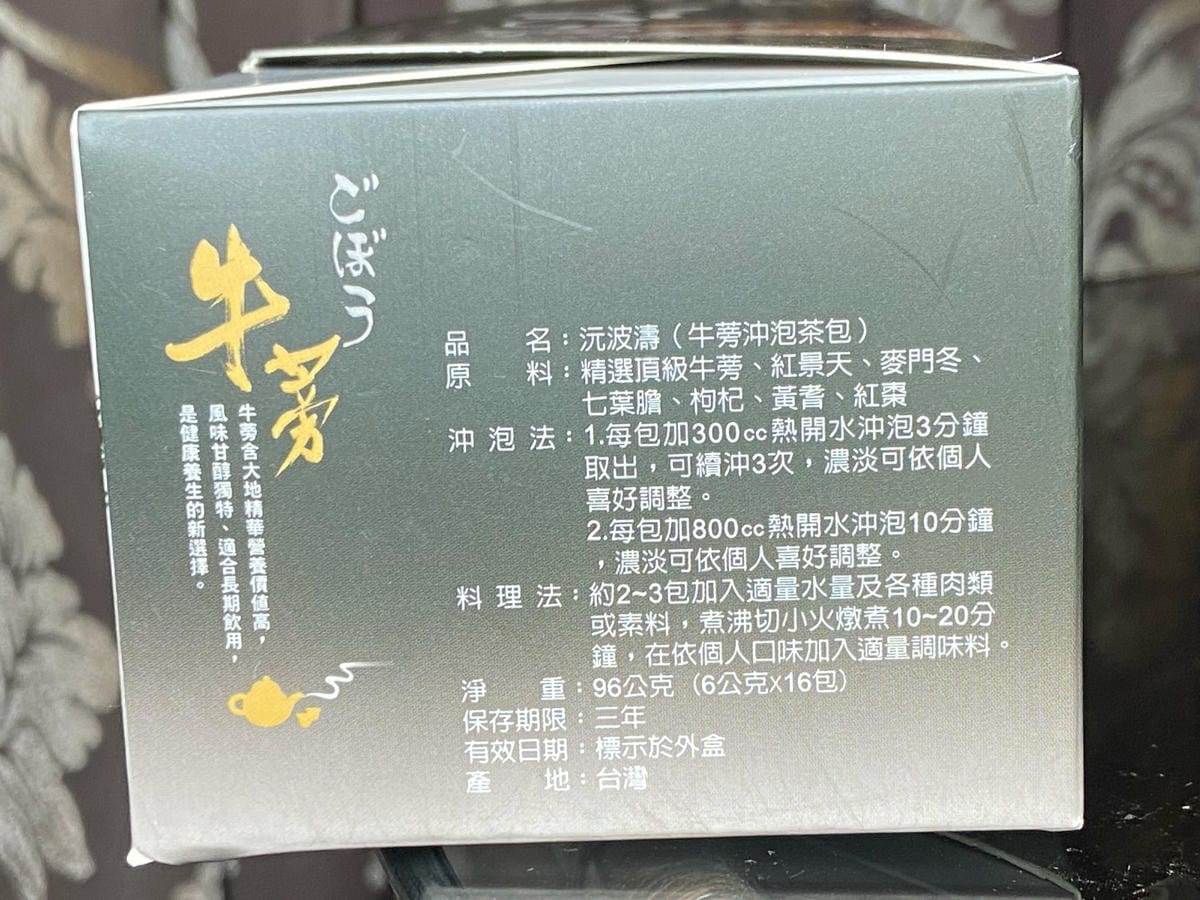 ごぼう
牛蒡
牛蒡含大地精華營養價值高，
風味甘醇獨特、適合長期飲用，
是健康養生的新選擇。
品　　名：沅波濤（牛蒡沖泡茶包）
原　　料：精選頂級牛蒡、紅景天、麥門冬、
七葉膽、枸杞、黃耆、紅棗
沖 泡 法：1.每包加300cc熱開水沖泡3分鐘
取出，可續沖3次，濃淡可依個人
喜好調整。
2.每包加800cc熱開水沖泡10分鐘
，濃淡可依個人喜好調整。
料 理 法：約2~3包加入適量水量及各種肉類
或素料，煮沸切小火燉煮10~20分
鐘，在依個人口味加入適量調味料。
淨　　重：96公克（6公克x16包）
保存期限：三年
有效日期：標示於外盒
產　　地：台灣